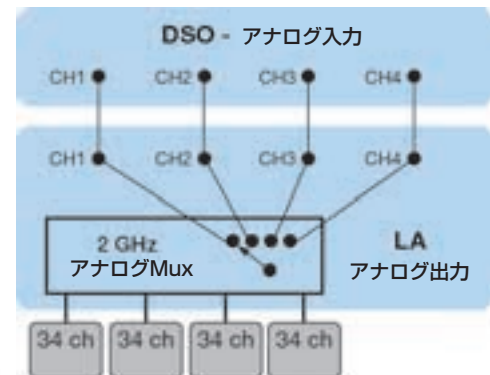 DSO - アナログ入力
CH1 CH2 CH3 CH4
CH1 CH2 CH3 CH4
2 GHz
アナログMux
LA
アナログ出力
34 ch 34 ch 34 ch 34 ch